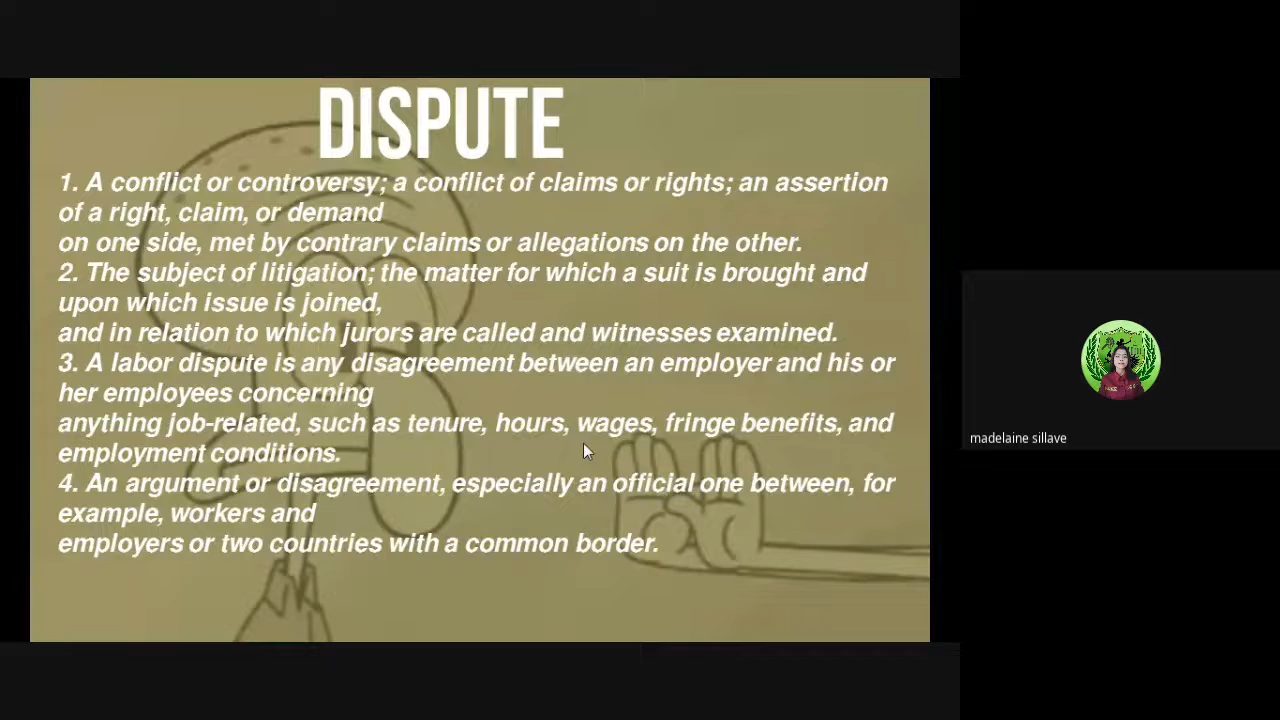 DISPUTE
1. A conflict or controversy; a conflict of claims or rights; an assertion
of a right, claim, or demand
on one side, met by contrary claims or allegations on the other.
2. The subject of litigation; the matter for which a suit is brought and
upon which issue is joined,
and in relation to which jurors are called and witnesses examined.
3. A labor dispute is any disagreement between an employer and his or
her employees concerning
anything job-related, such as tenure, hours, wages, fringe benefits, and
employment conditions.
4. An argument or disagreement, especially an official one between, for
example, workers and
employers or two countries with a common border.
madelaine sillave